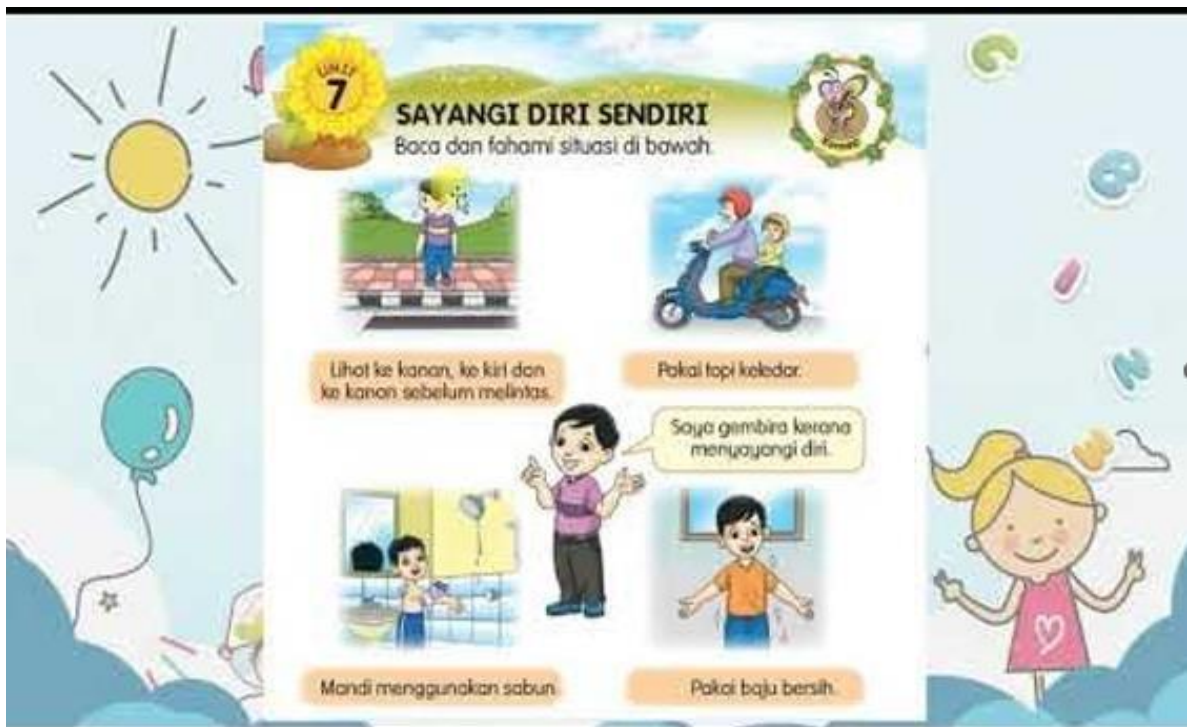 UNIT
7
SAYANGI DIRI SENDIRI
Baca dan fahami situasi di bawah.
Lihat ke kanan, ke kiri dan
ke kanan sebelum melintas.
Pakai topi keledar.
Saya gembira kerana
menyayangi diri.
Mandi menggunakan sabun.
Pakai baju bersih.